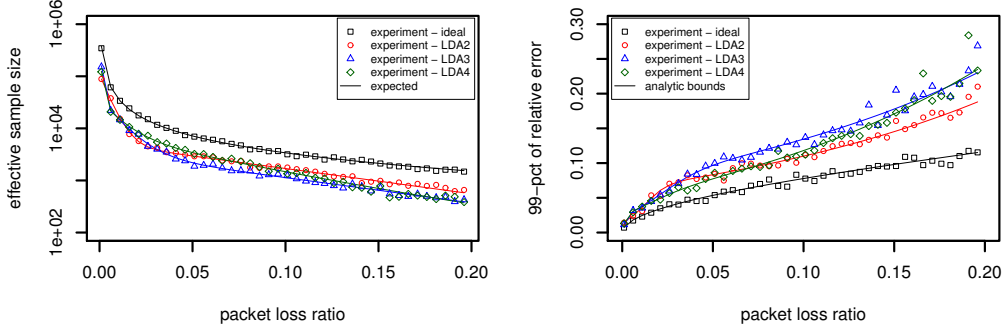 effective sample size
1e+06
1e+04
1e+02
experiment − ideal
experiment − LDA2
experiment − LDA3
experiment − LDA4
expected
0.00 0.05 0.10 0.15 0.20
packet loss ratio
99−pct of relative error
0.30
0.20
0.10
0.00
experiment − ideal
experiment − LDA2
experiment − LDA3
experiment − LDA4
analytic bounds
0.00 0.05 0.10 0.15 0.20
packet loss ratio